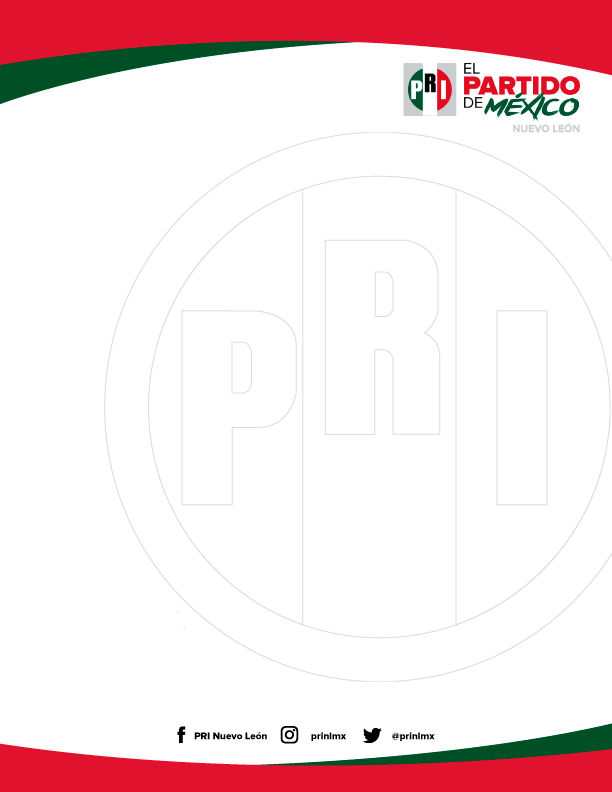 PRI
EL
PARTIDO
DE MÉXICO
NUEVO LEÓN
PRI
PRI Nuevo León prinlmx @prinlmx